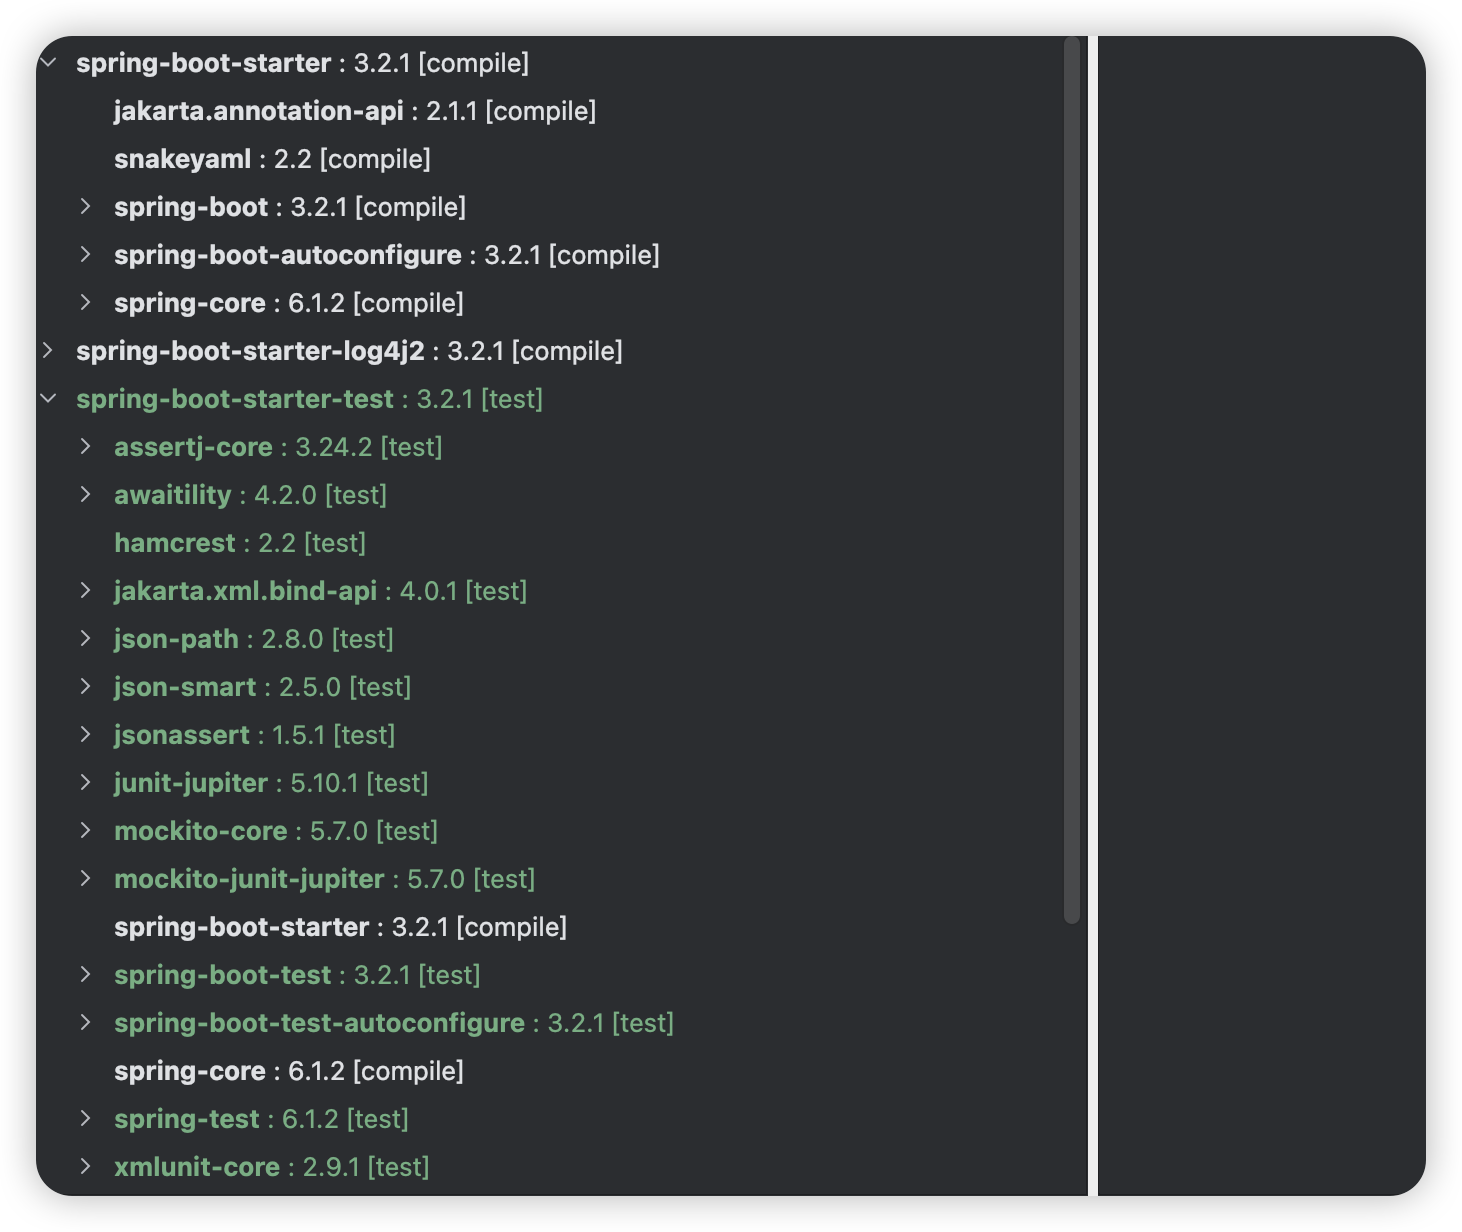 spring-boot-starter : 3.2.1 [compile]
jakarta.annotation-api : 2.1.1 [compile]
snakeyaml : 2.2 [compile]
spring-boot : 3.2.1 [compile]
spring-boot-autoconfigure : 3.2.1 [compile]
spring-core : 6.1.2 [compile]
spring-boot-starter-log4j2 : 3.2.1 [compile]
spring-boot-starter-test : 3.2.1 [test]
assertj-core : 3.24.2 [test]
awaitility : 4.2.0 [test]
hamcrest : 2.2 [test]
jakarta.xml.bind-api : 4.0.1 [test]
json-path : 2.8.0 [test]
json-smart : 2.5.0 [test]
jsonassert : 1.5.1 [test]
junit-jupiter : 5.10.1 [test]
mockito-core : 5.7.0 [test]
mockito-junit-jupiter : 5.7.0 [test]
spring-boot-starter : 3.2.1 [compile]
spring-boot-test : 3.2.1 [test]
spring-boot-test-autoconfigure : 3.2.1 [test]
spring-core : 6.1.2 [compile]
spring-test : 6.1.2 [test]
xmlunit-core : 2.9.1 [test]